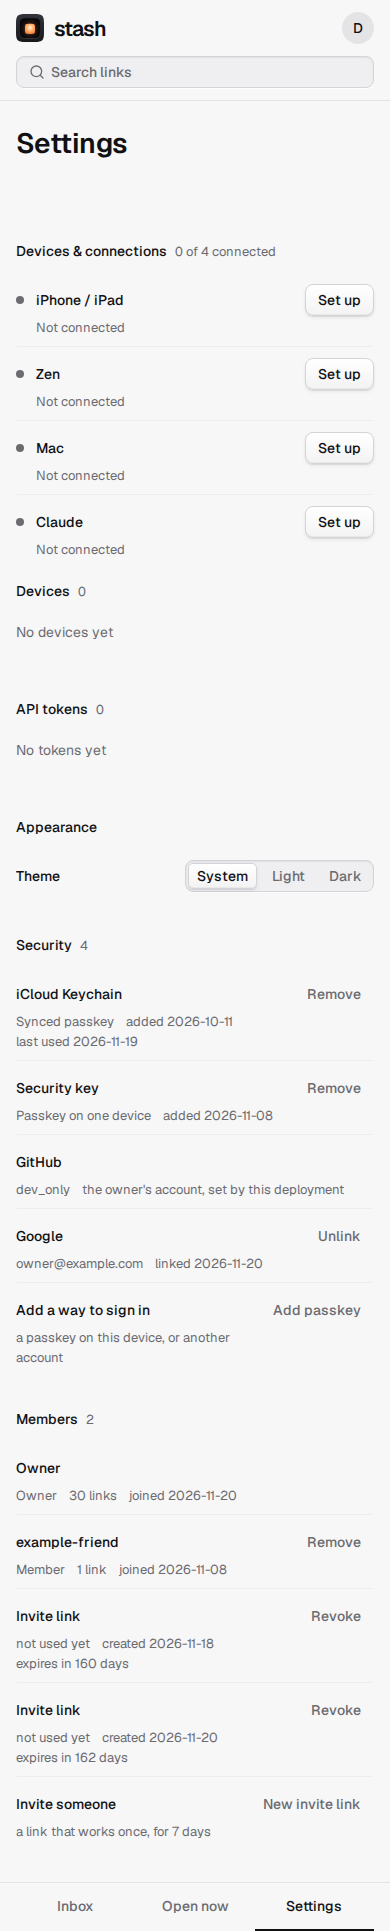 stash
D
Search links
Settings
Devices & connections 0 of 4 connected
iPhone / iPad
Set up
Not connected
Zen
Set up
Not connected
Mac
Set up
Not connected
Claude
Set up
Not connected
Devices 0
No devices yet
API tokens 0
No tokens yet
Appearance
Theme
System Light Dark
Security 4
iCloud Keychain
Remove
Synced passkey added 2026-10-11
last used 2026-11-19
Security key
Remove
Passkey on one device added 2026-11-08
GitHub
dev_only the owner's account, set by this deployment
Google
Unlink
owner@example.com linked 2026-11-20
Add a way to sign in
Add passkey
a passkey on this device, or another
account
Members 2
Owner
Owner 30 links joined 2026-11-20
example-friend
Remove
Member 1 link joined 2026-11-08
Invite link
Revoke
not used yet created 2026-11-18
expires in 160 days
Invite link
Revoke
not used yet created 2026-11-20
expires in 162 days
Invite someone
New invite link
a link that works once, for 7 days
Inbox Open now Settings